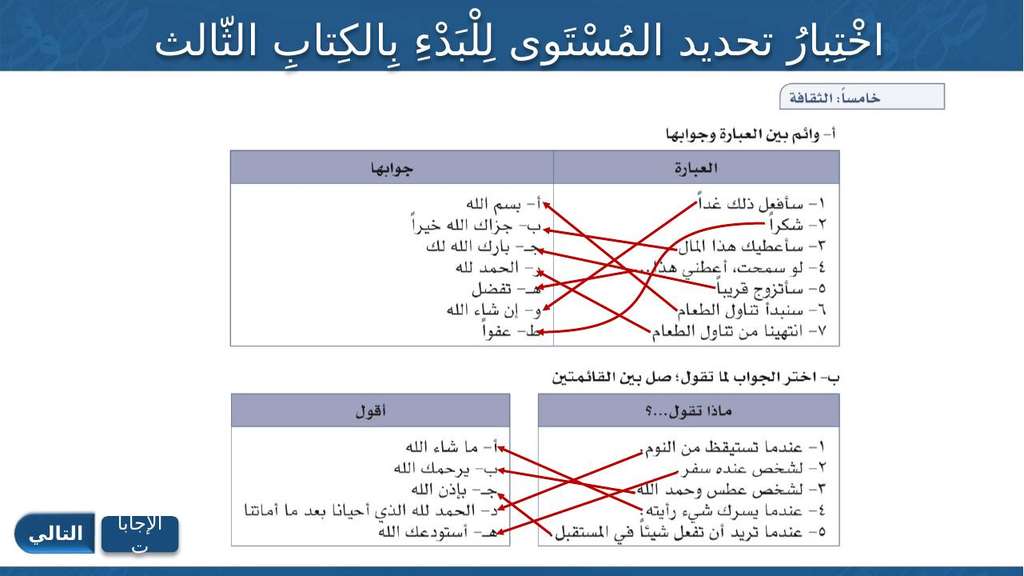 اخْتِبارُ تحديد المُسْتَوى لِلْبَدْءِ بِالكِتابِ الثّالث
خامساً: الثقافة
أ- وائم بين العبارة وجوابها
العبارة
جوابها
١- سأفعل ذلك غداً
أ- بسم الله
٢- شكراً
ب- جزاك الله خيراً
٣- سأعطيك هذا المال
جـ- بارك الله لك
٤- لو سمحت، أعطني هذا...
د- الحمد لله
٥- سأتزوج قريباً
هـ- تفضل
٦- سنبدأ تناول الطعام
و- إن شاء الله
٧- انتهينا من تناول الطعام
ط- عفواً
ب- اختر الجواب لما تقول؛ صل بين القائمتين
ماذا تقول...؟
أقول
١- عندما تستيقظ من النوم.
أ- ما شاء الله
٢- لشخص عنده سفر
ب- يرحمك الله
٣- لشخص عطس وحمد الله.
جـ- بإذن الله
٤- عندما يسرك شيء رأيته.
د- الحمد لله الذي أحيانا بعد ما أماتنا
٥- عندما تريد أن تفعل شيئاً في المستقبل
هـ- أستودعك الله
الإجابا
ت
التالي